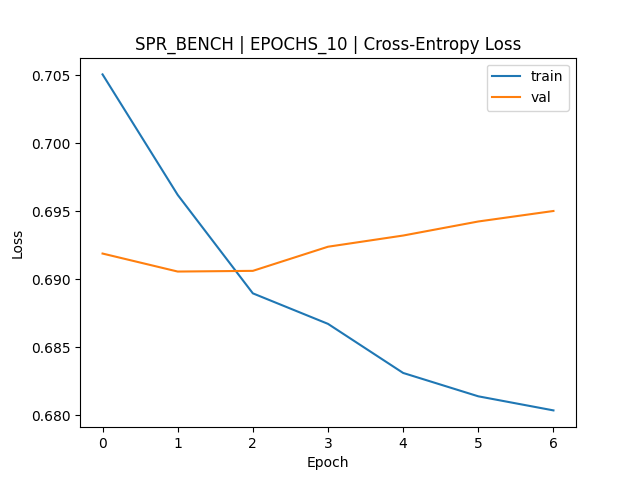 SPR_BENCH | EPOCHS_10 | Cross-Entropy Loss
train
val
0.705
0.700
0.695
0.690
0.685
0.680
Loss
0 1 2 3 4 5 6
Epoch